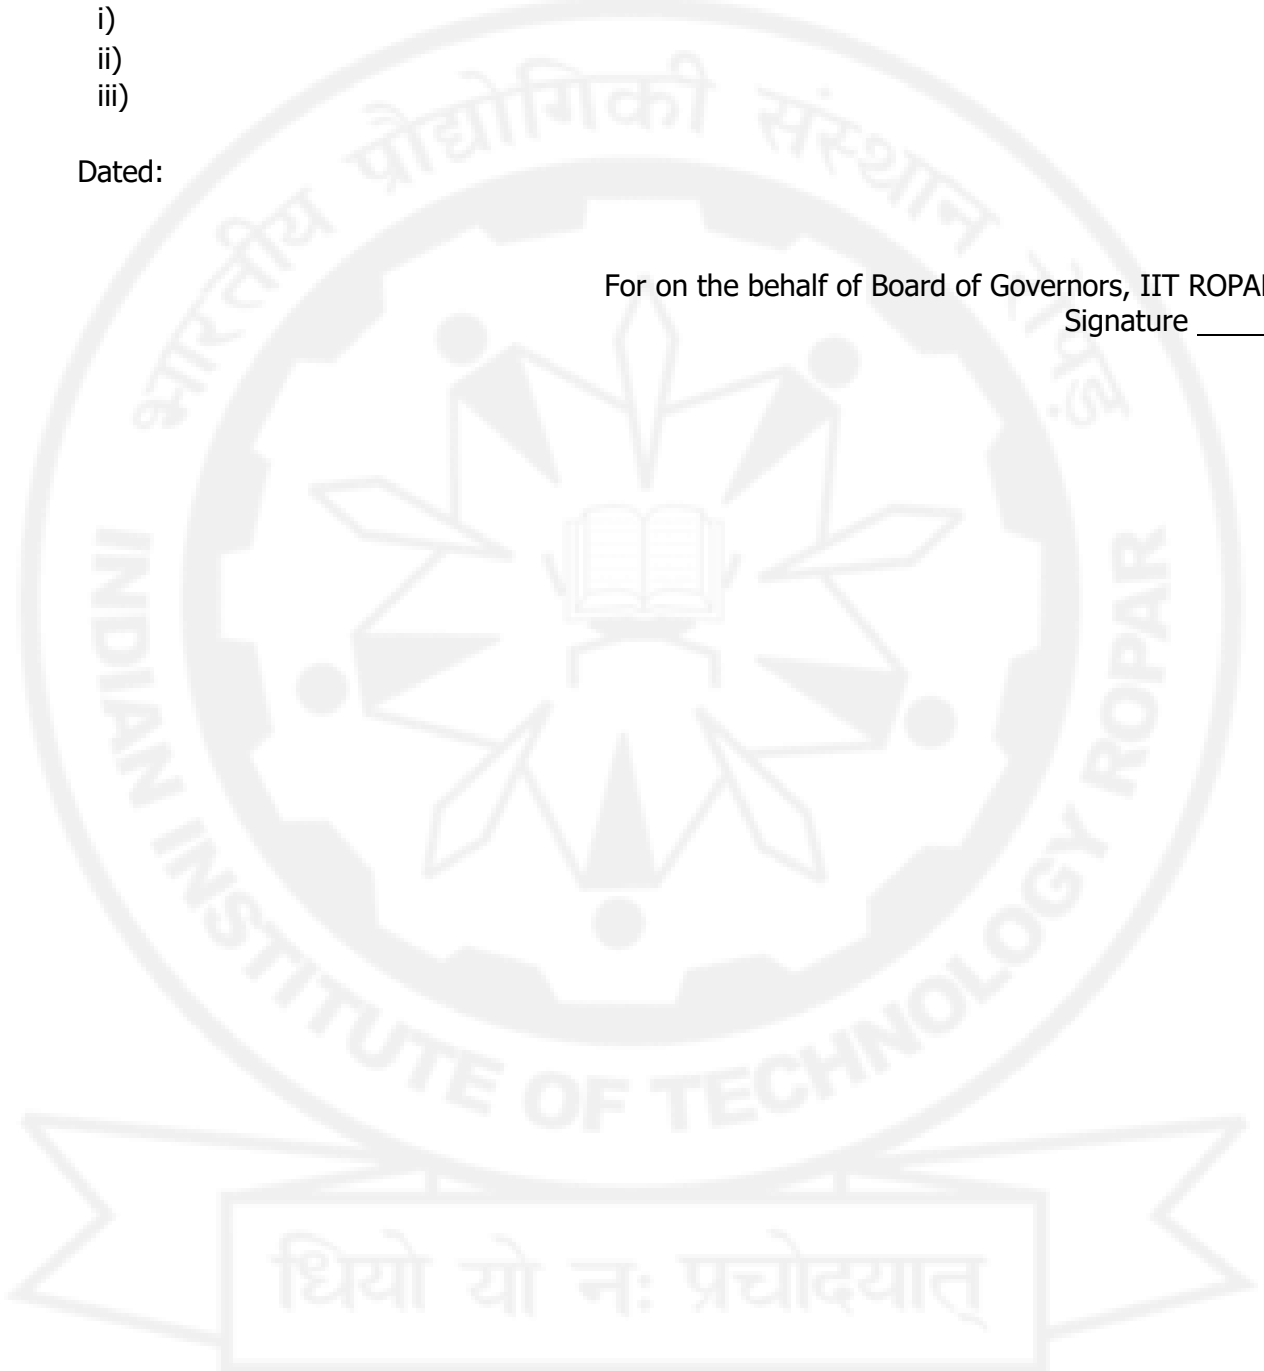 i)
ii)
iii)
Dated:
For on the behalf of Board of Governors, IIT ROPAR
Signature _____
भारतीय प्रौद्योगिकी संस्थान रोपड़
INDIAN INSTITUTE OF TECHNOLOGY ROPAR
धियो यो नः प्रचोदयात्